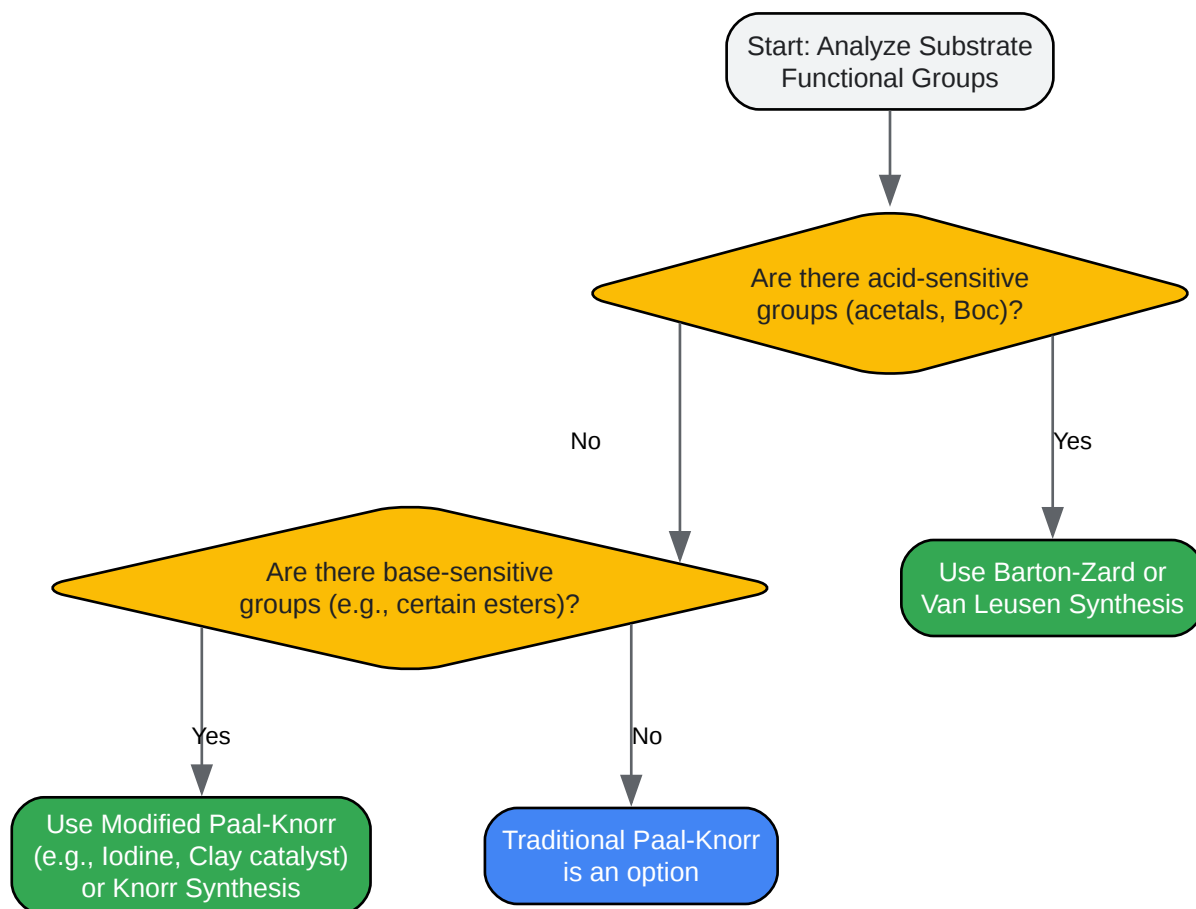 Start: Analyze Substrate
Functional Groups
Are there acid-sensitive
groups (acetals, Boc)?
No
Yes
Are there base-sensitive
groups (e.g., certain esters)?
Use Barton-Zard or
Van Leusen Synthesis
Yes
No
Use Modified Paal-Knorr
(e.g., Iodine, Clay catalyst)
or Knorr Synthesis
Traditional Paal-Knorr
is an option